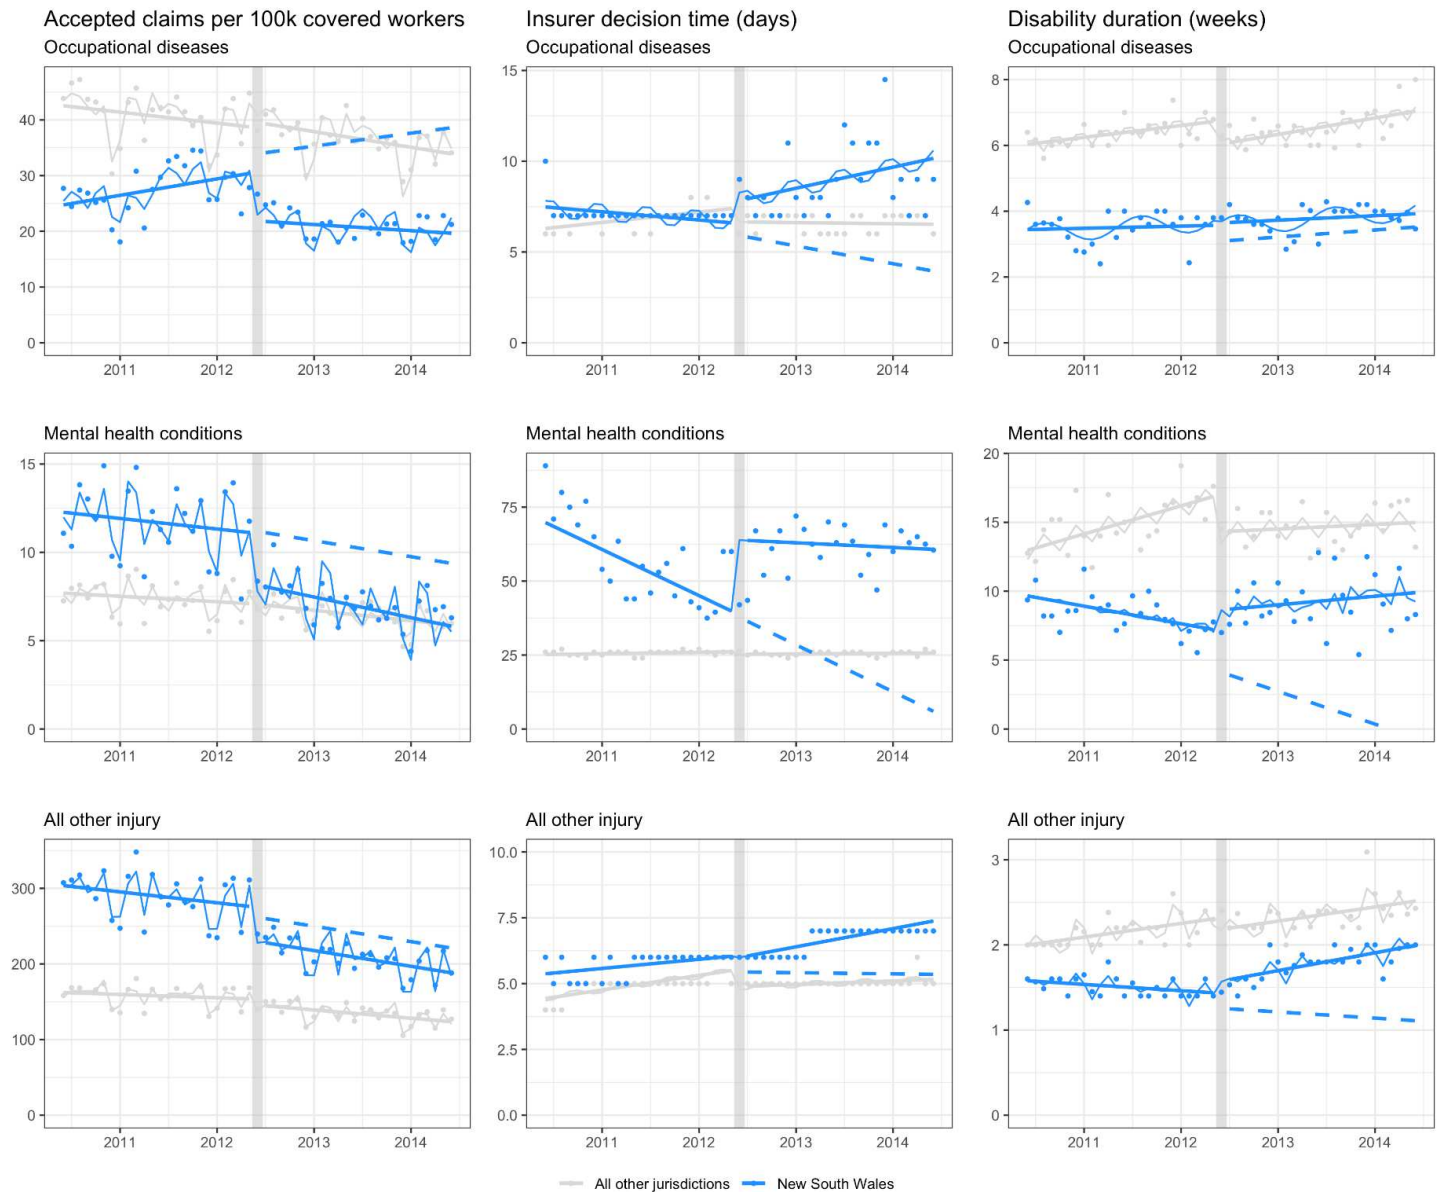 Accepted claims per 100k covered workers
Occupational diseases
40
30
20
10
0
2011 2012 2013 2014
Insurer decision time (days)
Occupational diseases
15
10
5
0
2011 2012 2013 2014
Disability duration (weeks)
Occupational diseases
8
6
4
2
0
2011 2012 2013 2014
Mental health conditions
15
10
5
0
2011 2012 2013 2014
Mental health conditions
75
50
25
0
2011 2012 2013 2014
Mental health conditions
20
15
10
5
0
2011 2012 2013 2014
All other injury
300
200
100
0
2011 2012 2013 2014
All other injury
10.0
7.5
5.0
2.5
0.0
2011 2012 2013 2014
All other injury
3
2
1
0
2011 2012 2013 2014
All other jurisdictions New South Wales